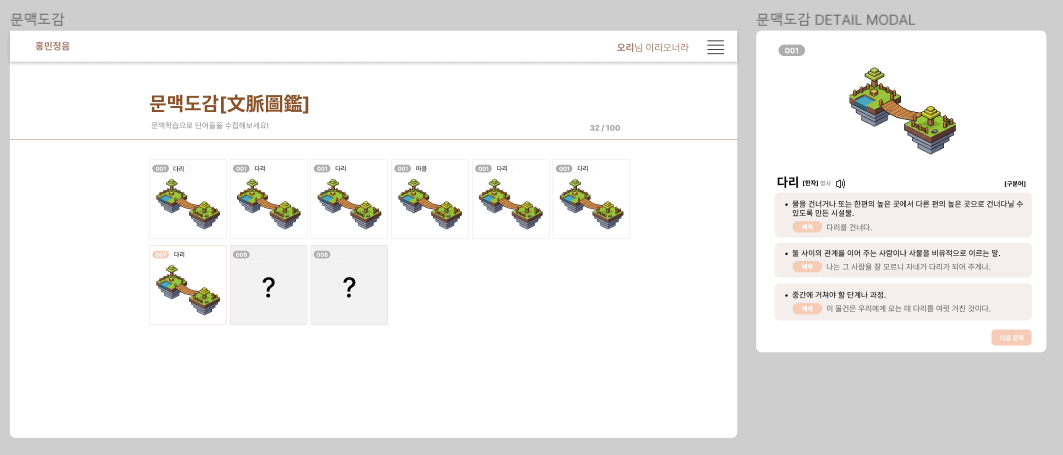 문맥도감
홍민정음
오리님 이리오너라
문맥도감[文脈圖鑑]
문맥학습으로 단어들을 수집해보세요!
32 / 100
001 다리
001 다리
001 다리
001 마음
001 다리
001 다리
007 다리
008
?
009
?
문맥도감 DETAIL MODAL
001
다리 [한자] 명사
[구분어]
• 물을 건너거나 또는 한편의 높은 곳에서 다른 편의 높은 곳으로 건너다닐 수
있도록 만든 시설물.
예제 다리를 건너다.
• 둘 사이의 관계를 이어 주는 사람이나 사물을 비유적으로 이르는 말.
예제 나는 그 사람을 잘 모르니 자네가 다리가 되어 주게나.
• 중간에 거쳐야 할 단계나 과정.
예제 이 물건은 우리에게 오는 데 다리를 여럿 거친 것이다.
다음 문제